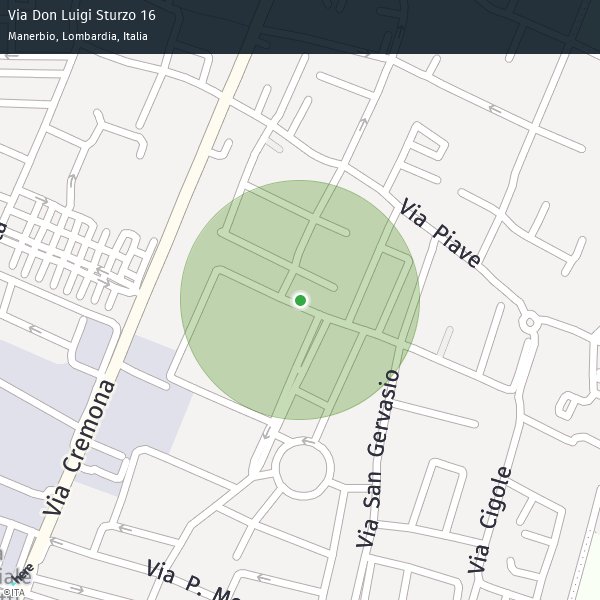 Via Don Luigi Sturzo 16
Manerbio, Lombardia, Italia
Via Piave
Via Cremona
Via San Gervasio
Via Cigole
Via P. Mo
©ITA